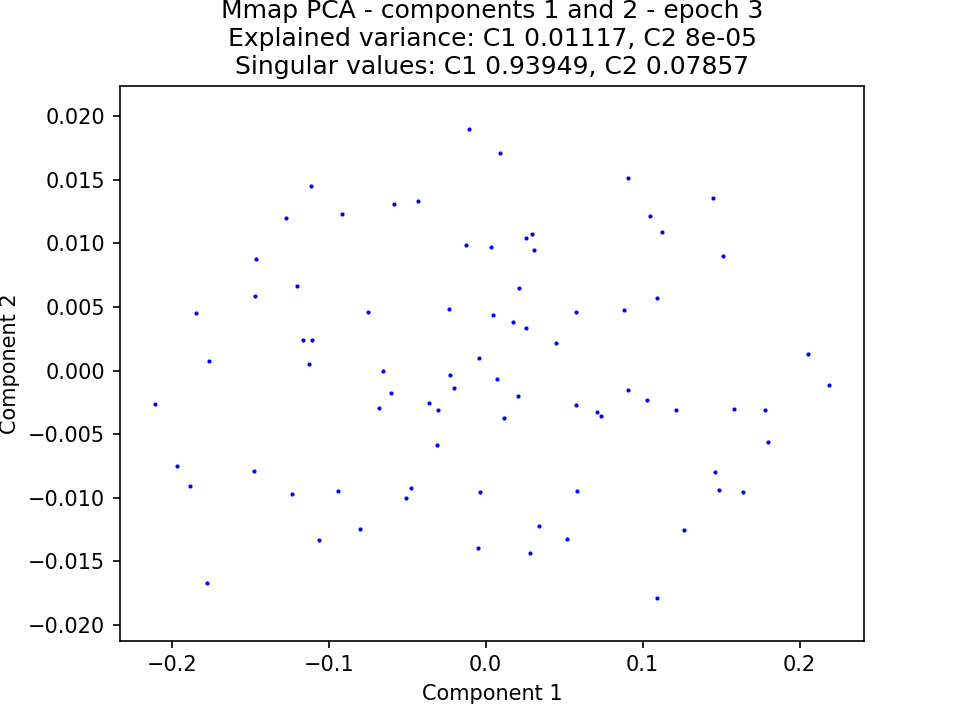 Mmap PCA - components 1 and 2 - epoch 3
Explained variance: C1 0.01117, C2 8e-05
Singular values: C1 0.93949, C2 0.07857
0.020
0.015
0.010
0.005
0.000
−0.005
−0.010
−0.015
−0.020
Component 2
−0.2
−0.1
0.0
0.1
0.2
Component 1